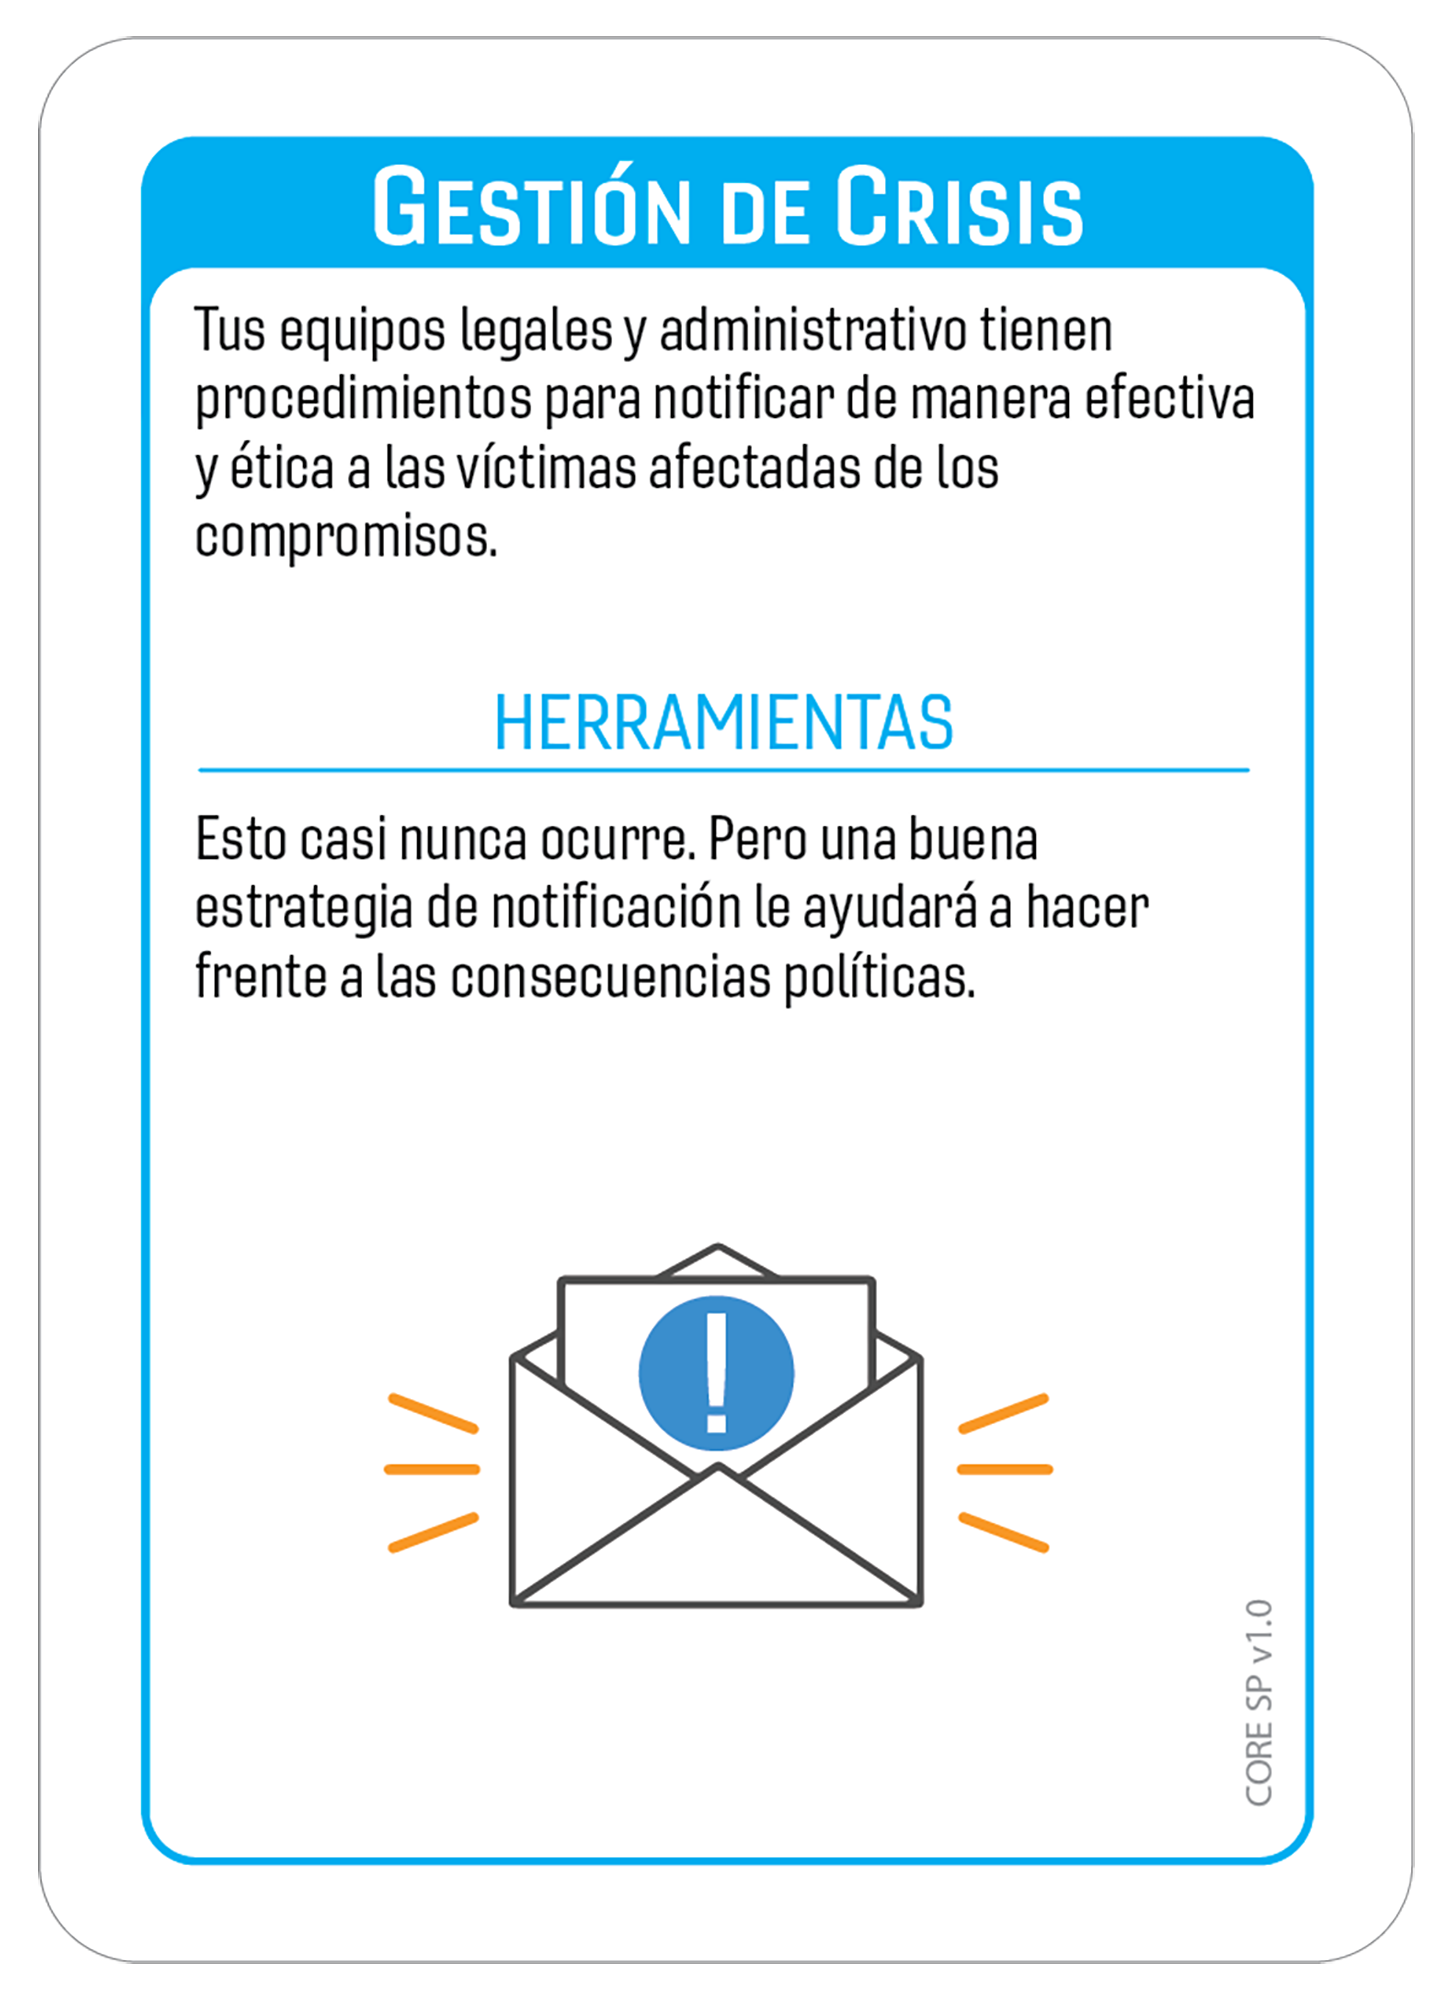 Gestión de Crisis
Tus equipos legales y administrativo tienen
procedimientos para notificar de manera efectiva
y ética a las víctimas afectadas de los
compromisos.
HERRAMIENTAS
Esto casi nunca ocurre. Pero una buena
estrategia de notificación le ayudará a hacer
frente a las consecuencias políticas.
!
CORE SP v1.0